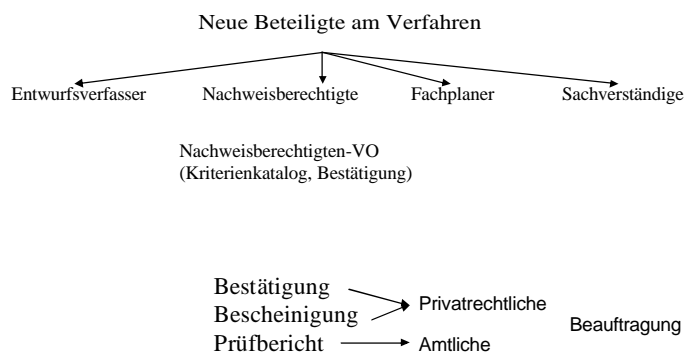 Neue Beteiligte am Verfahren
Entwurfsverfasser Nachweisberechtigte Fachplaner Sachverständige
Nachweisberechtigten-VO
(Kriterienkatalog, Bestätigung)
Bestätigung
Bescheinigung
Prüfbericht
Privatrechtliche
Amtliche
Beauftragung